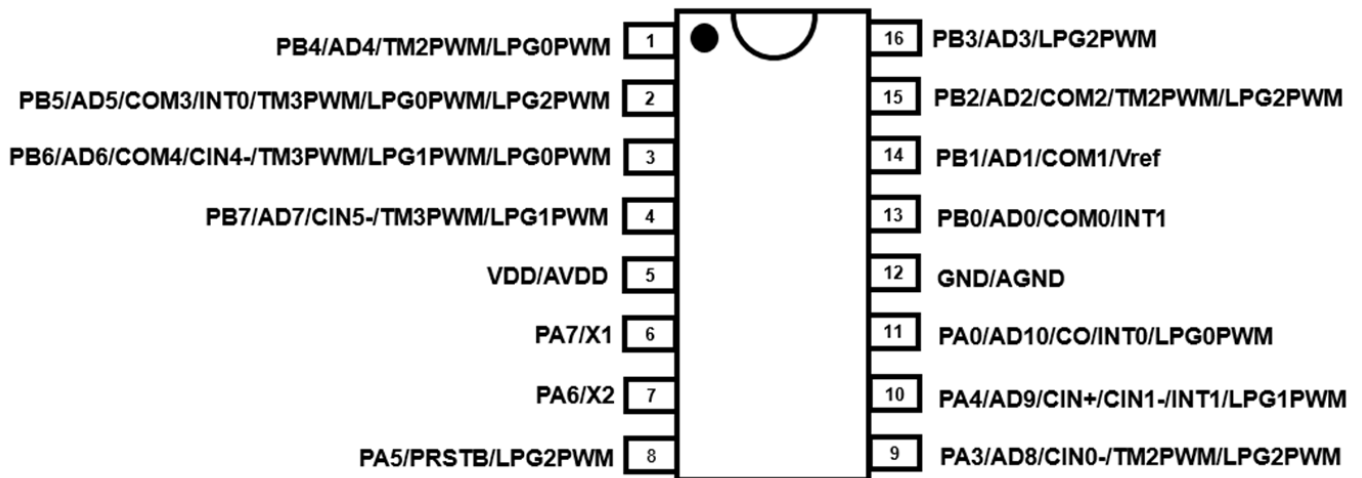 PB4/AD4/TM2PWM/LPG0PWM 1 16 PB3/AD3/LPG2PWM
PB5/AD5/COM3/INT0/TM3PWM/LPG0PWM/LPG2PWM 2 15 PB2/AD2/COM2/TM2PWM/LPG2PWM
PB6/AD6/COM4/CIN4-/TM3PWM/LPG1PWM/LPG0PWM 3 14 PB1/AD1/COM1/Vref
PB7/AD7/CIN5-/TM3PWM/LPG1PWM 4 13 PB0/AD0/COM0/INT1
VDD/AVDD 5 12 GND/AGND
PA7/X1 6 11 PA0/AD10/CO/INT0/LPG0PWM
PA6/X2 7 10 PA4/AD9/CIN+/CIN1-/INT1/LPG1PWM
PA5/PRSTB/LPG2PWM 8 9 PA3/AD8/CIN0-/TM2PWM/LPG2PWM